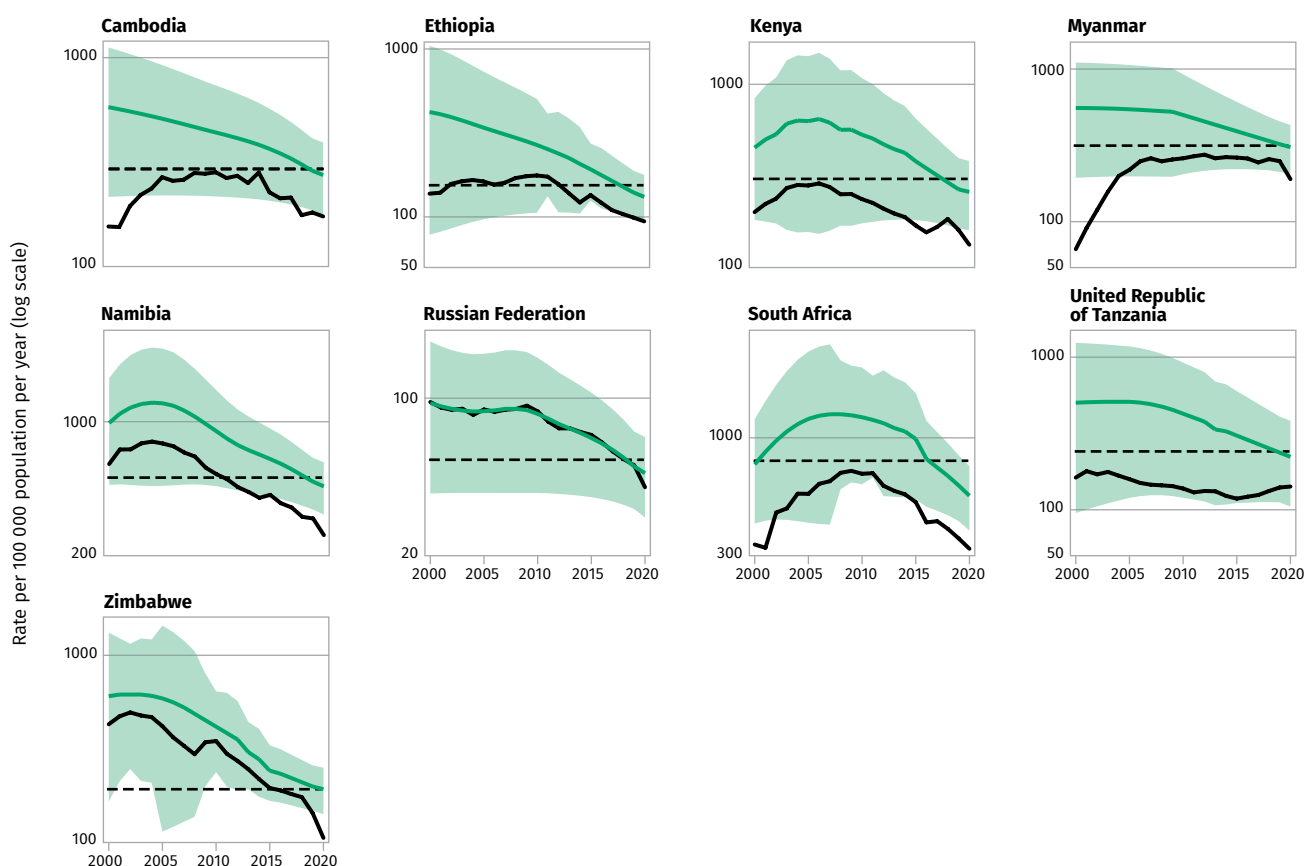 Rate per 100 000 population per year (log scale)
Cambodia
1000
100
Ethiopia
1000
100
50
Kenya
1000
100
Myanmar
1000
100
50
Namibia
1000
200
Russian Federation
100
20
2000 2005 2010 2015 2020
South Africa
1000
300
2000 2005 2010 2015 2020
United Republic
of Tanzania
1000
100
50
2000 2005 2010 2015 2020
Zimbabwe
1000
100
2000 2005 2010 2015 2020